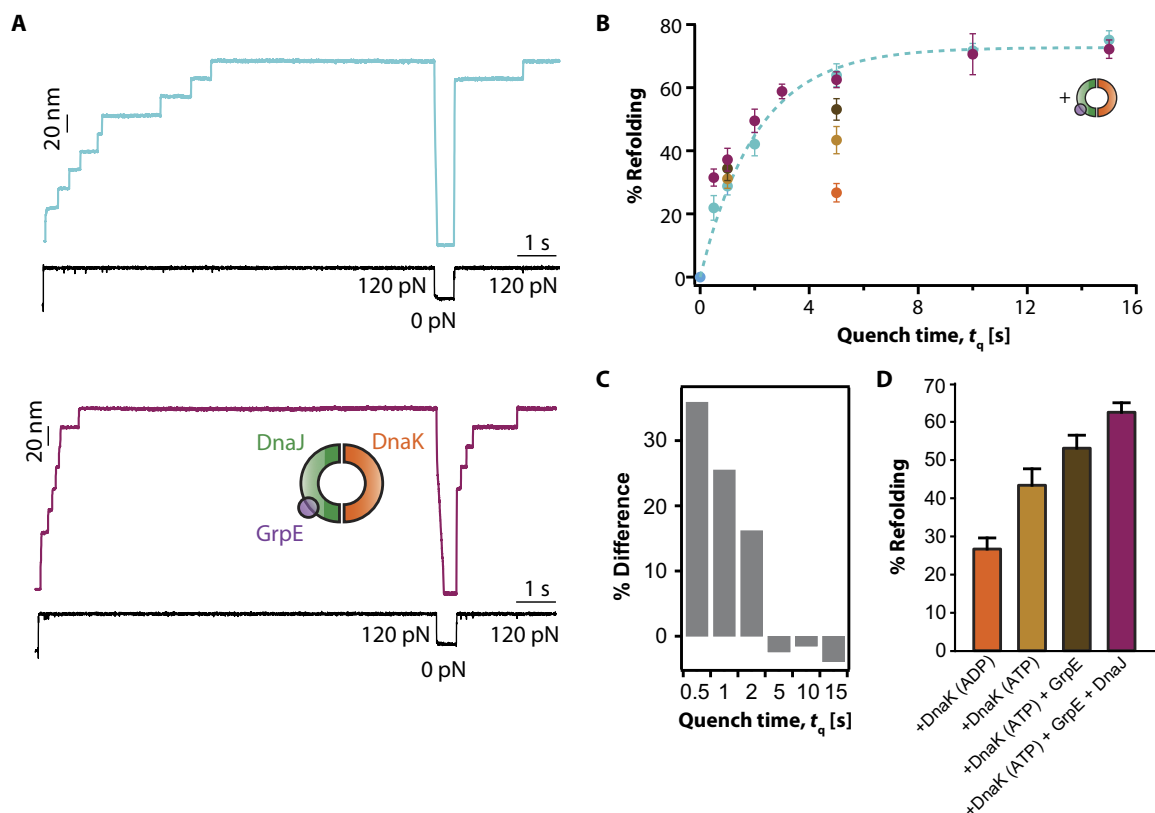 A
20 nm
1 s
120 pN
120 pN
0 pN
20 nm
DnaJ
DnaK
GrpE
1 s
120 pN
120 pN
0 pN
B
% Refolding
80
60
40
20
0
+
0
4
8
12
16
Quench time, tq [s]
C
% Difference
30
20
10
0
0.5 1 2 5 10 15
Quench time, tq [s]
D
% Refolding
70
60
50
40
30
20
10
0
+DnaK (ADP)
+DnaK (ATP)
+DnaK (ATP) + GrpE
+DnaK (ATP) + GrpE + DnaJ